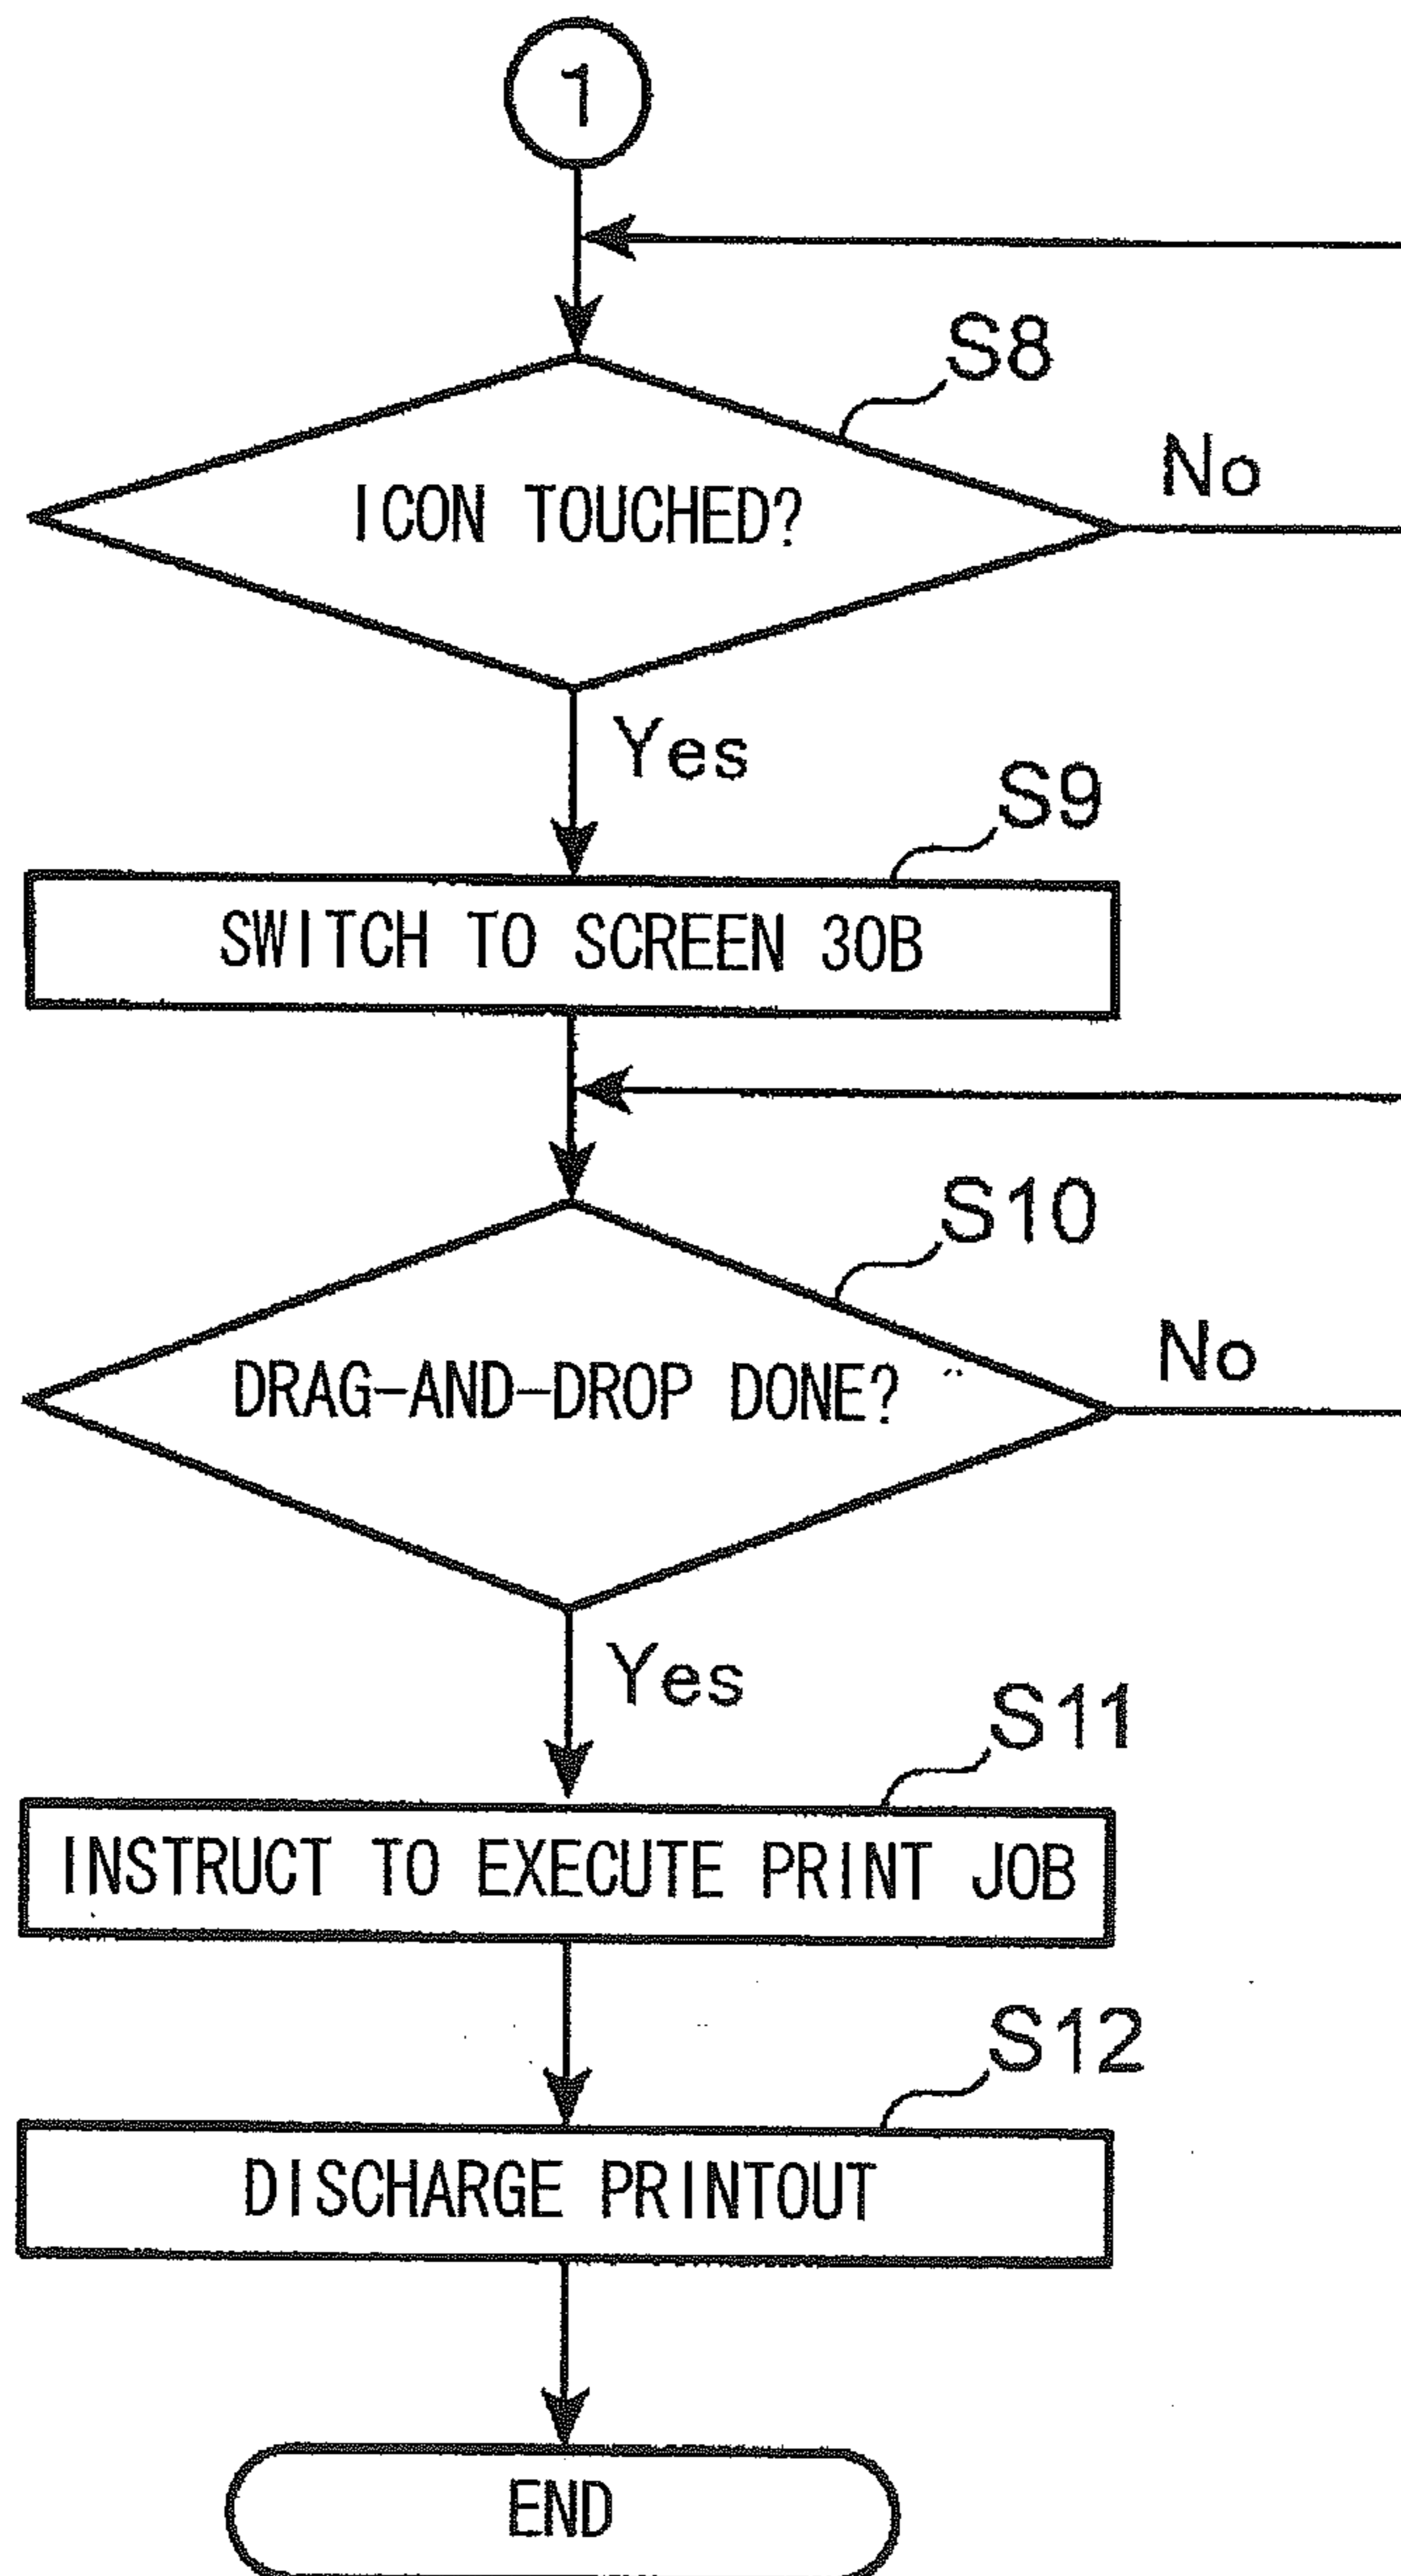 1
S8
ICON TOUCHED?
No
Yes
S9
SWITCH TO SCREEN 30B
S10
DRAG-AND-DROP DONE?
No
Yes
S11
INSTRUCT TO EXECUTE PRINT JOB
S12
DISCHARGE PRINTOUT
END